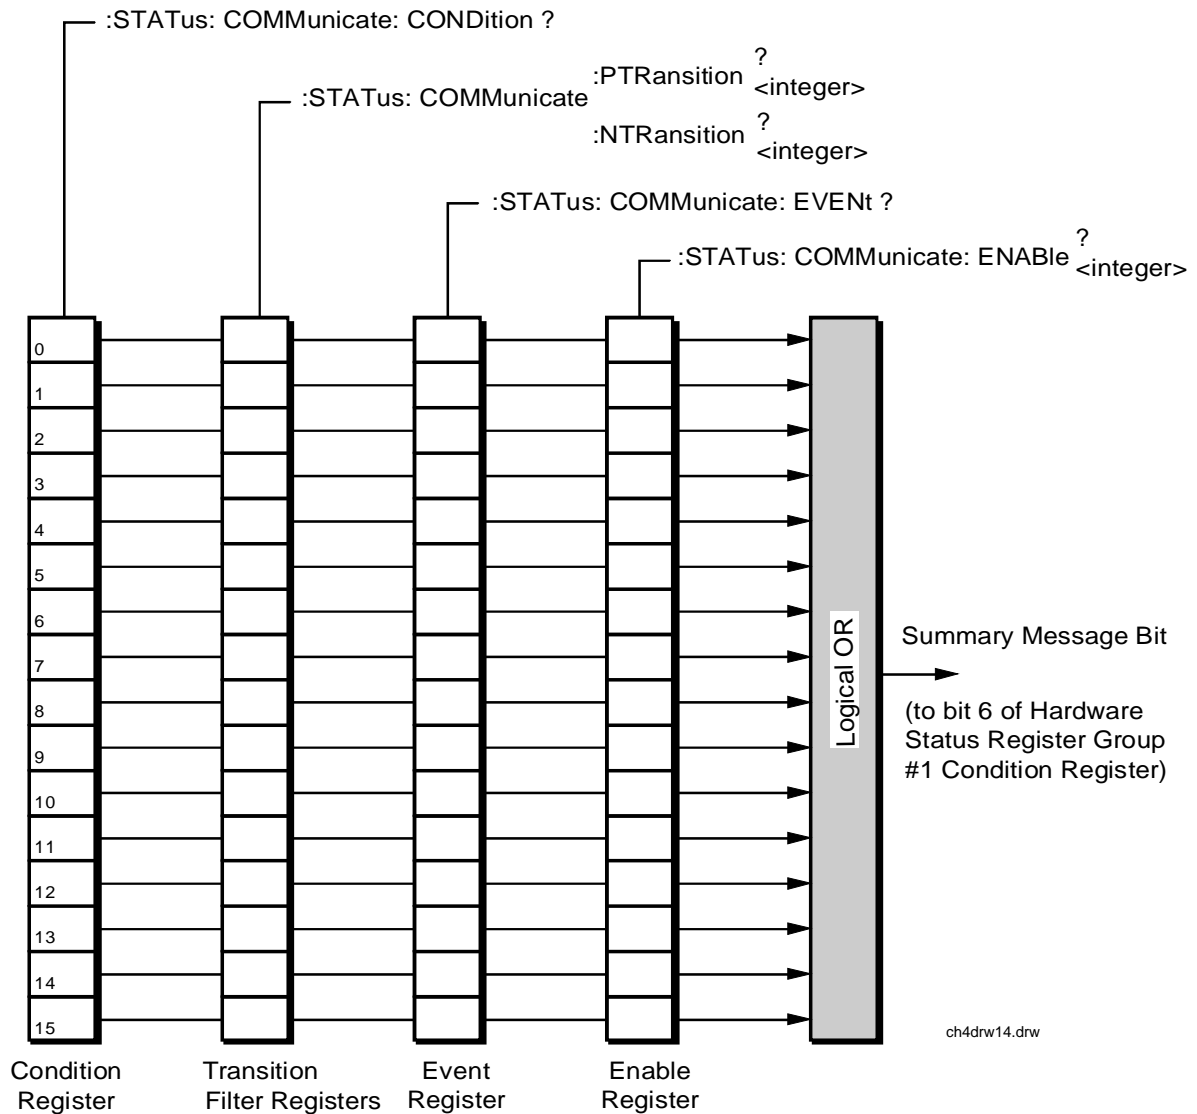 :STATus: COMMunicate: CONDition ?
:STATus: COMMunicate
:PTRansition ?
<integer>
:NTRansition ?
<integer>
:STATus: COMMunicate: EVENt ?
:STATus: COMMunicate: ENABle ?
<integer>
0
1
2
3
4
5
6
7
8
9
10
11
12
13
14
15
Logical OR
Summary Message Bit
(to bit 6 of Hardware
Status Register Group
#1 Condition Register)
ch4drw14.drw
Condition
Register
Transition
Filter Registers
Event
Register
Enable
Register